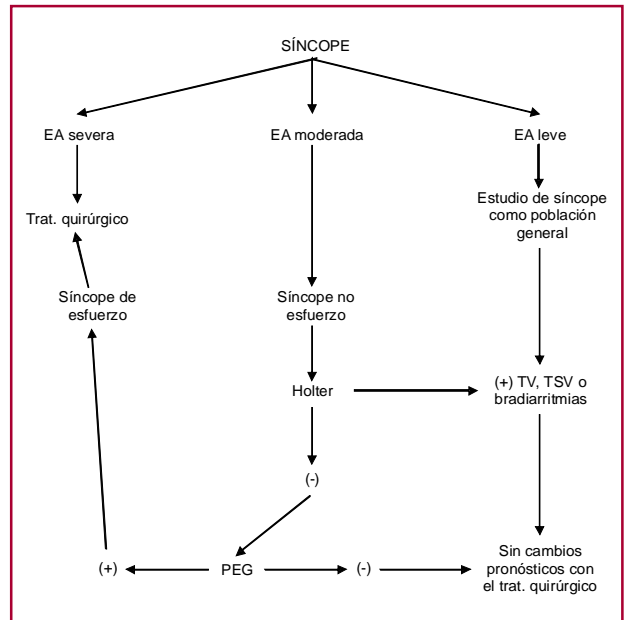 SÍNCOPE
EA severa
EA moderada
EA leve
Trat. quirúrgico
Estudio de síncope
como población
general
Síncope de
esfuerzo
Síncope no
esfuerzo
Holter
(+) TV, TSV o
bradiarritmias
(-)
(+)
PEG
(-)
Sin cambios
pronósticos con
el trat. quirúrgico